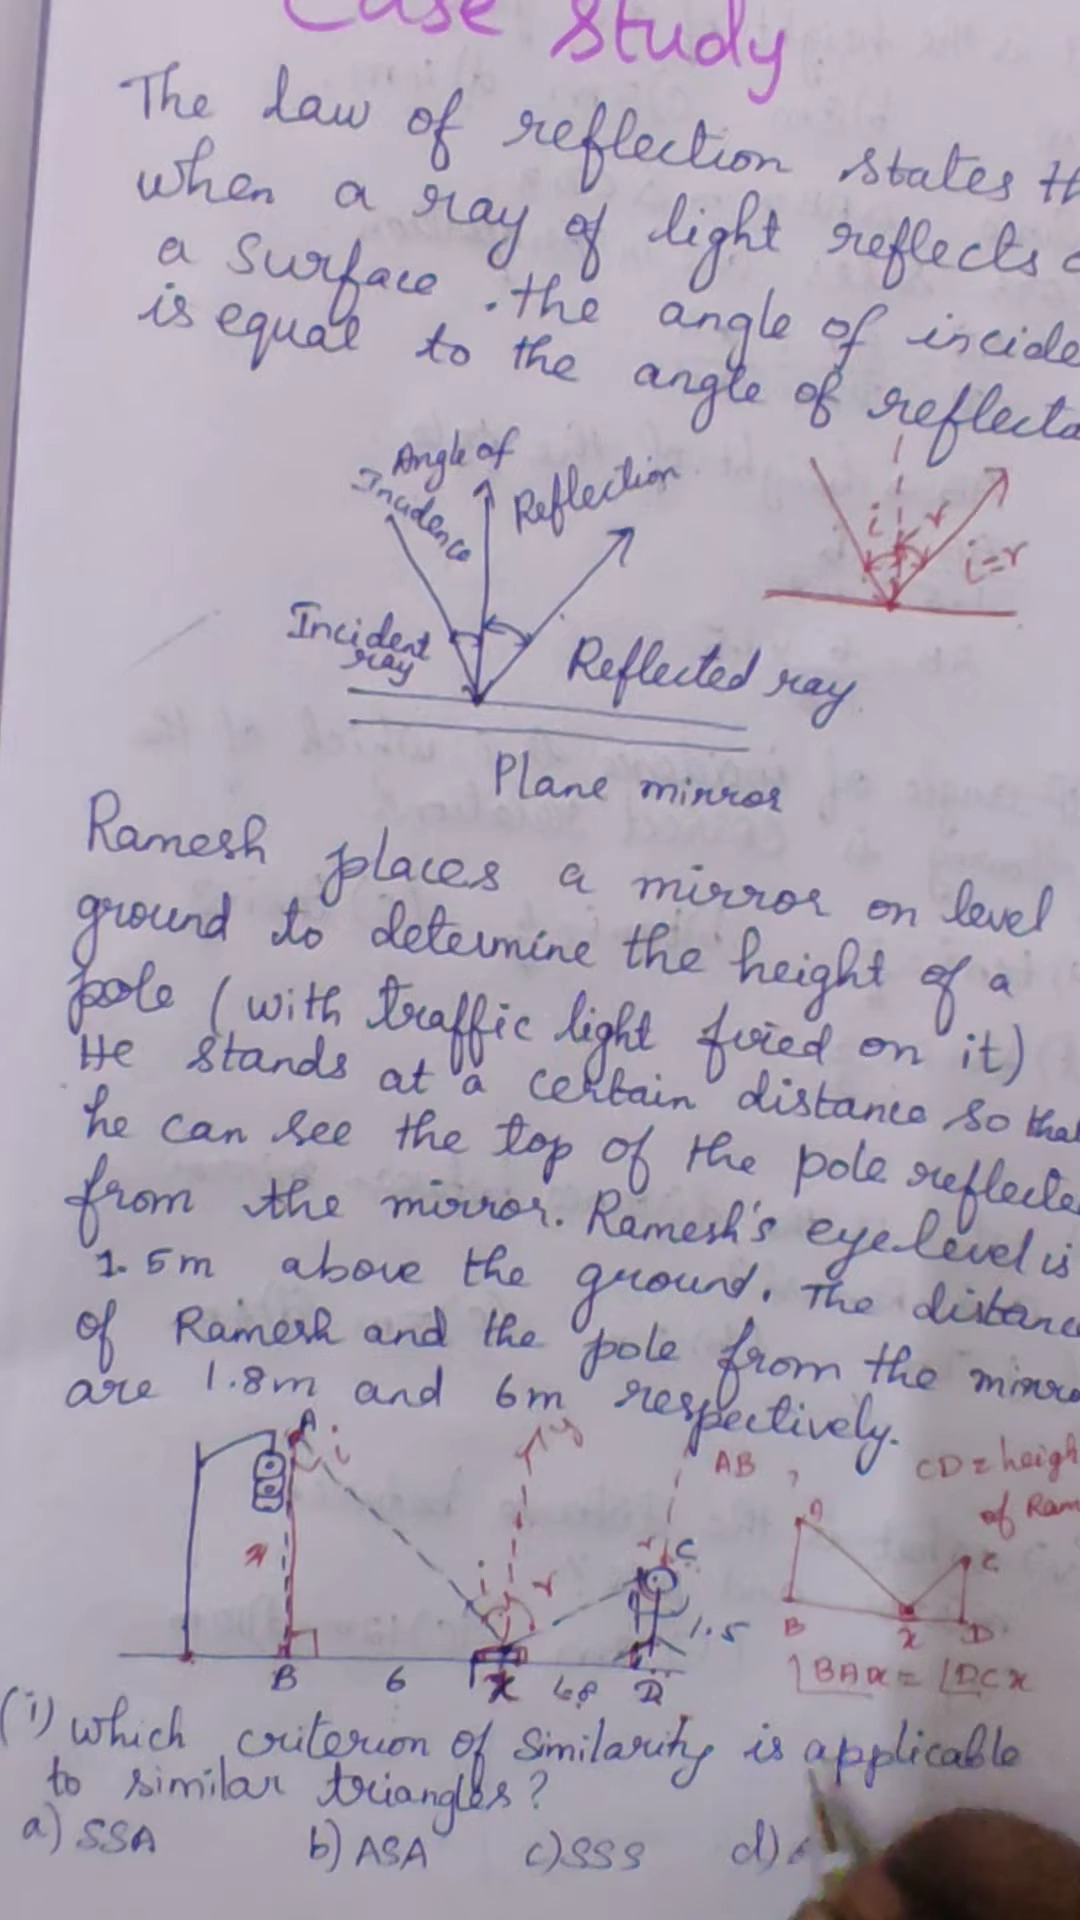 Case Study
The law of reflection states th
when a ray of light reflects o
a Surface. the angle of incide
is equal to the angle of reflecta
Angle of
Incidence
Reflection
i r
i=r
Incident
ray
Reflected ray
Plane mirror
Ramesh places a mirror on level
ground to determine the height of a
pole (with traffic light fixed on it)
He stands at a certain distance so that
he can see the top of the pole reflecte
from the mirror. Ramesh's eye level is
1.5m above the ground. The distanc
of Ramesh and the pole from the mirro
are 1.8m and 6m respectively.
A i
AB ,
CD = heigh
of Ram
x
i r
C
1.5
A
C
B x D
B 6 x D
∠BAx = ∠DCx
(i) Which criterion of Similarity is applicable
to similar triangles?
a) SSA b) ASA c) SSS d)